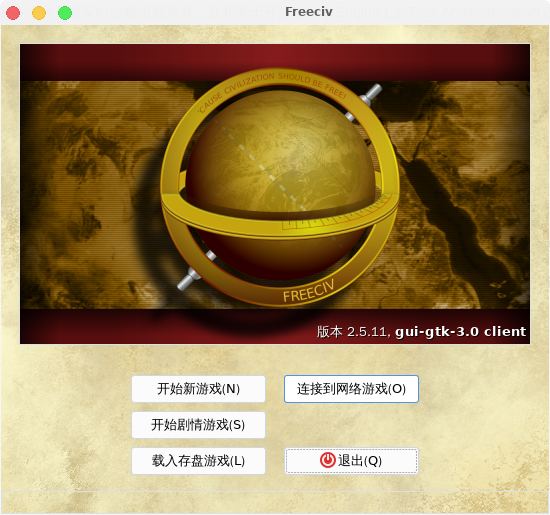 Freeciv
'CAUSE CIVILIZATION SHOULD BE FREE!
FREECIV
版本 2.5.11, gui-gtk-3.0 client
开始新游戏(N)
连接到网络游戏(O)
开始剧情游戏(S)
载入存盘游戏(L)
退出(Q)